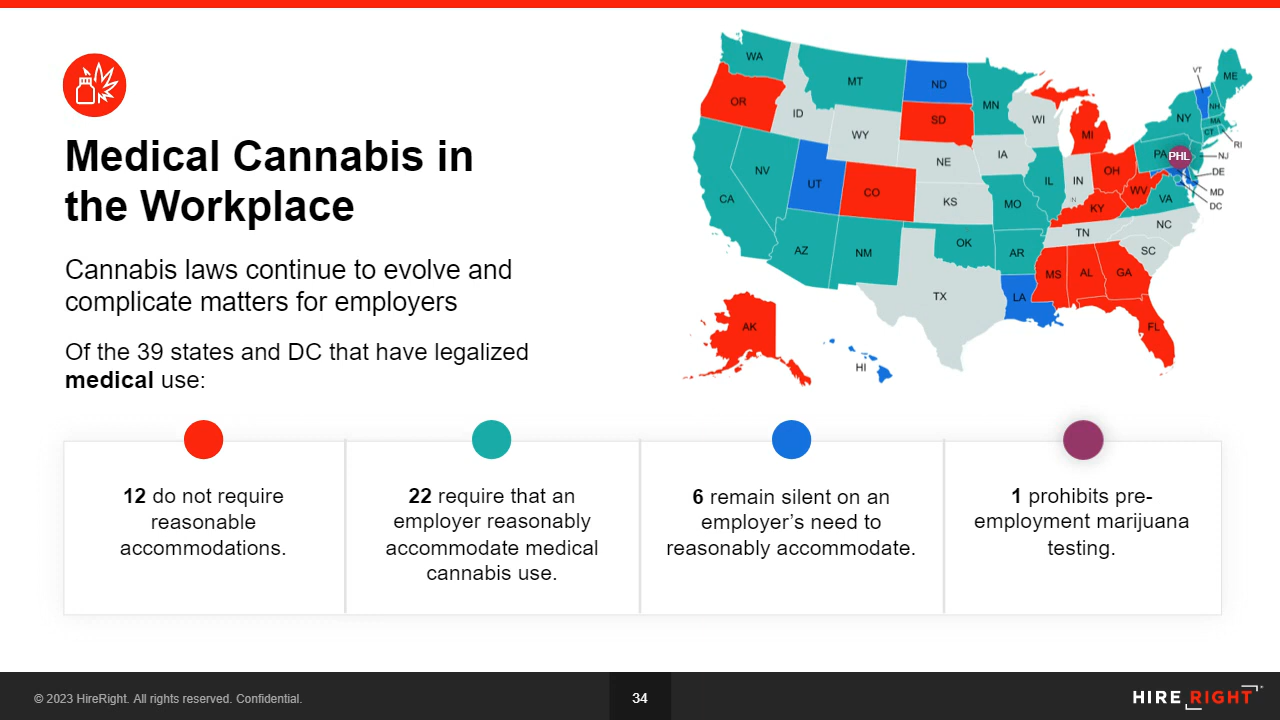 Medical Cannabis in
the Workplace
Cannabis laws continue to evolve and
complicate matters for employers
Of the 39 states and DC that have legalized
medical use:
WA
OR
ID
MT
WY
ND
SD
NE
KS
MN
IA
WI
MI
NV
UT
CO
CA
AZ
NM
OK
TX
MO
AR
LA
IL
IN
N
OH
KY
WV
TN
MS
AL
GA
FL
SC
NC
VA
PA
PHL
NY
VT
NH
ME
MA
CT
RI
NJ
DE
MD
DC
AK
HI
12 do not require
reasonable
accommodations.
22 require that an
employer reasonably
accommodate medical
cannabis use.
6 remain silent on an
employer’s need to
reasonably accommodate.
1 prohibits pre-
employment marijuana
testing.
© 2023 HireRight. All rights reserved. Confidential.
34
HIRE RIGHT